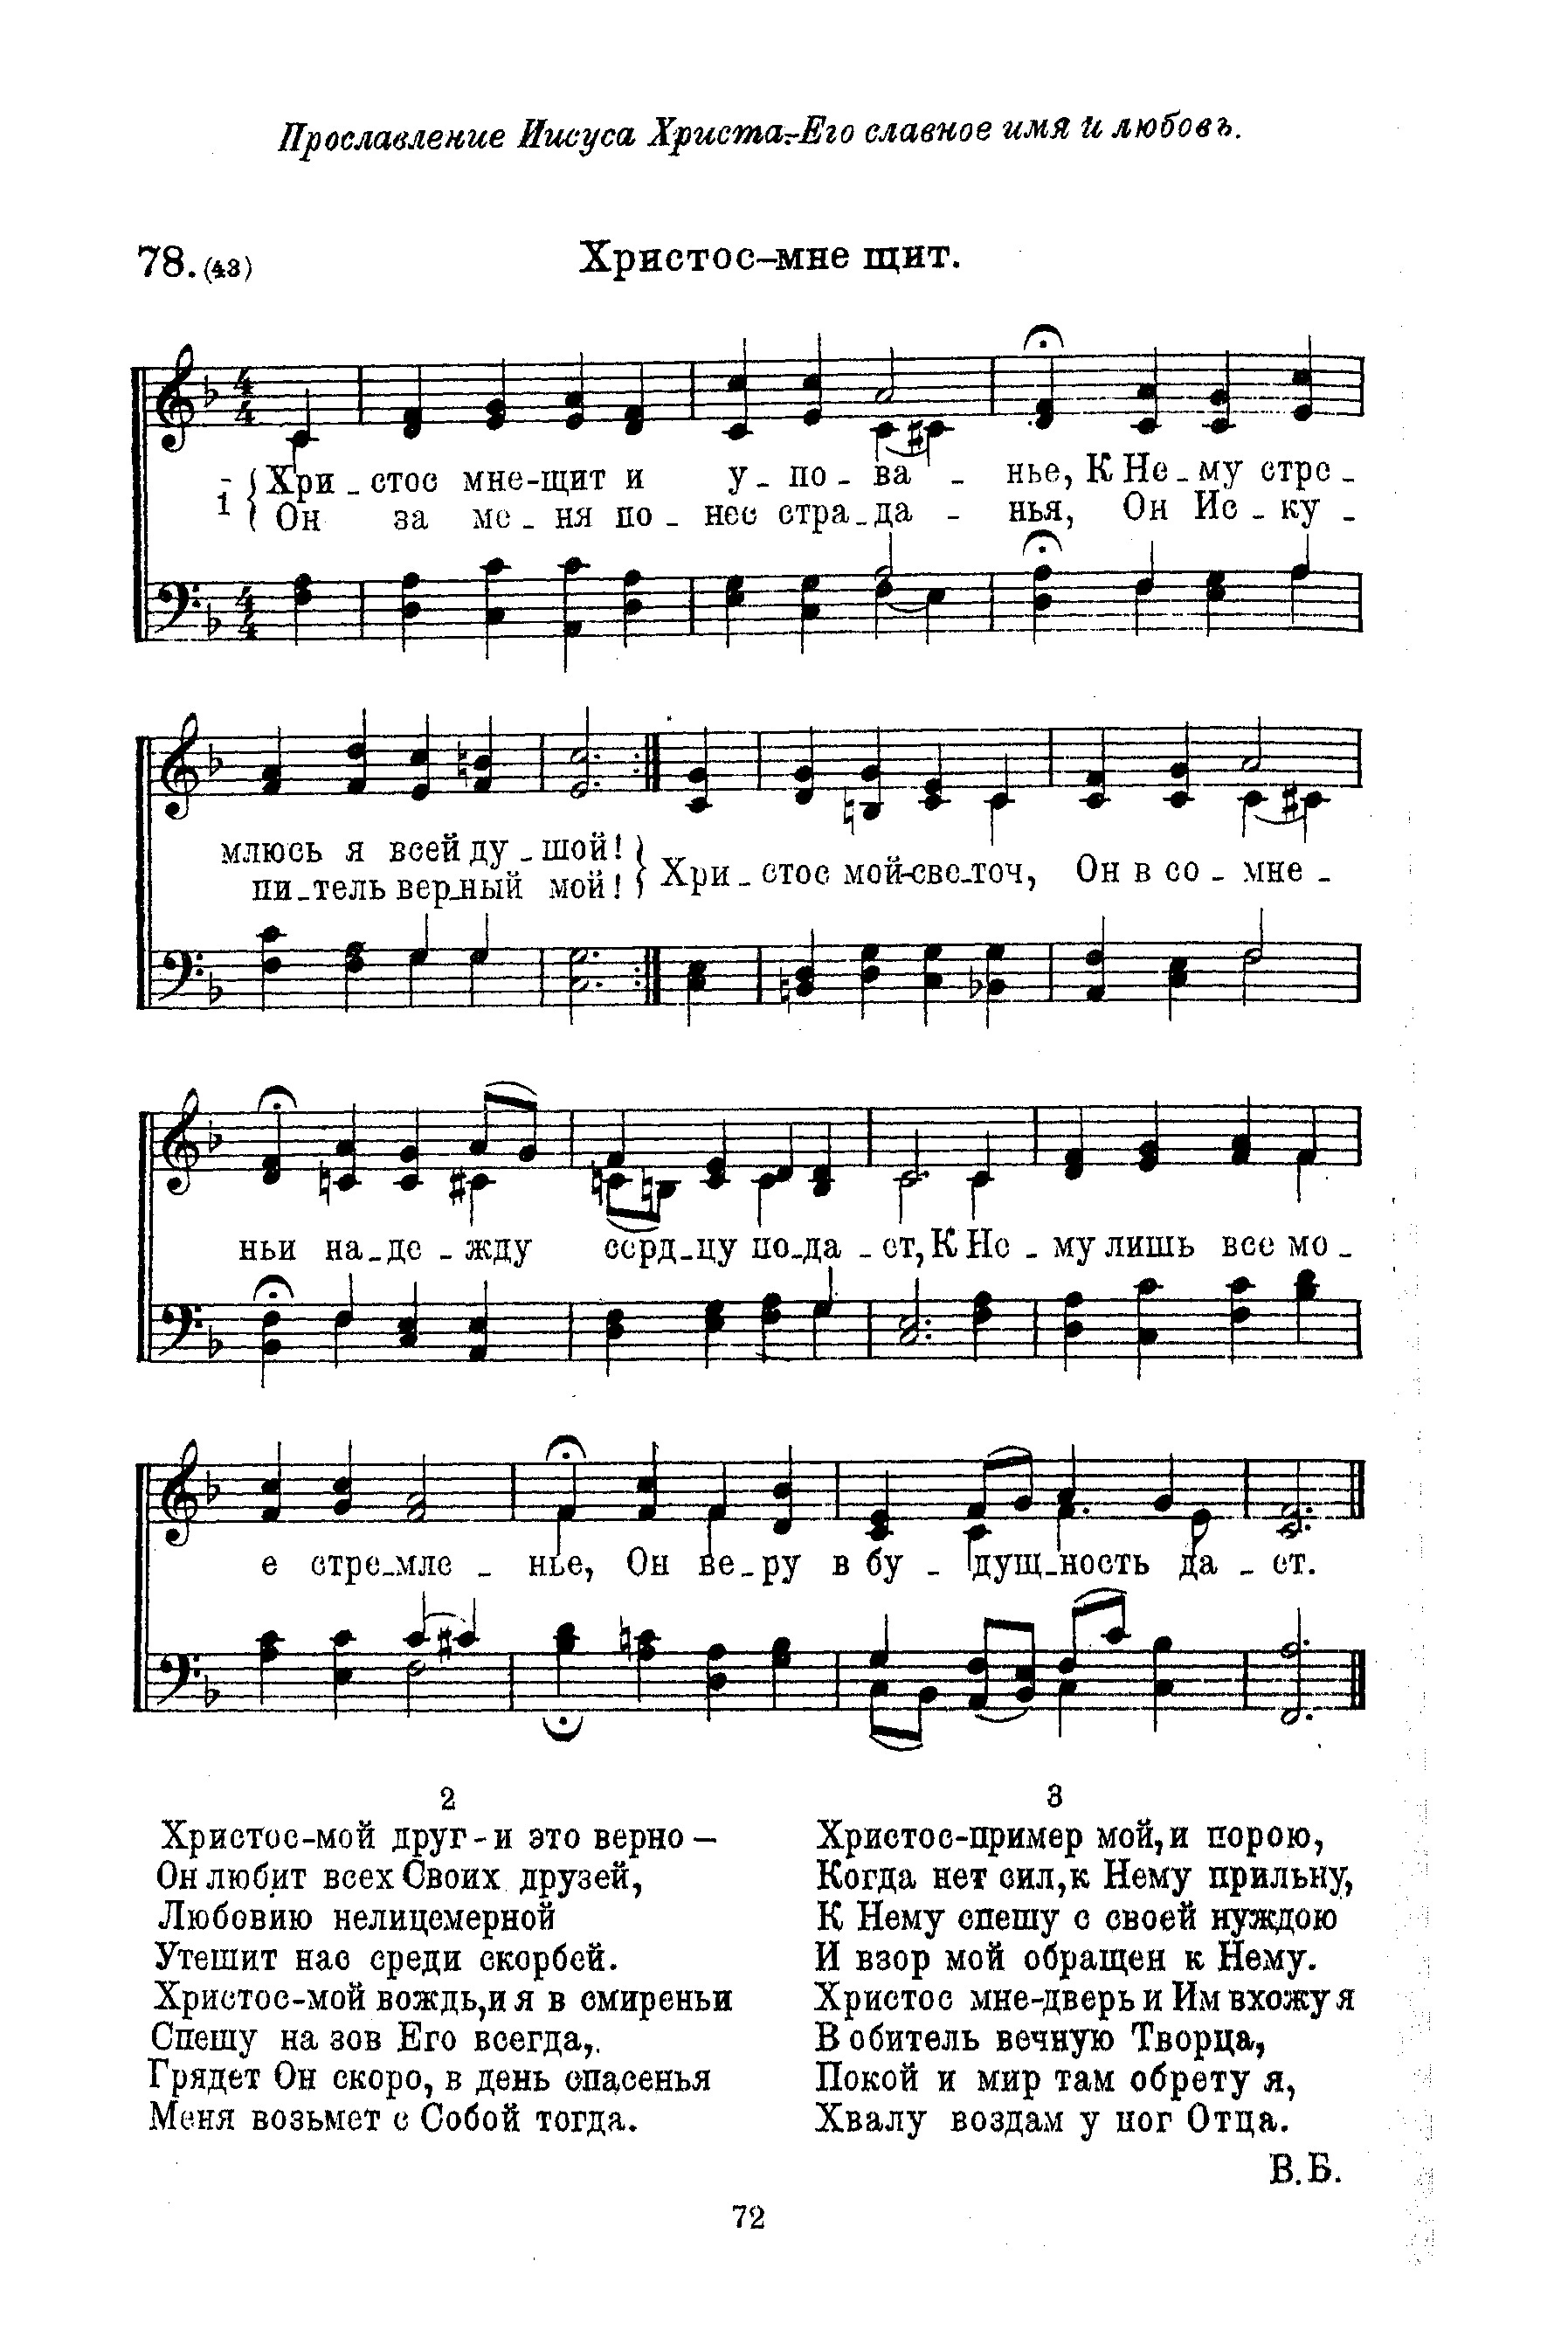 Прославление Иисуса Христа.-Его славное имя и любовь.
78.(43)
Христос-мне щит.
4 4
1 { Хри - стос мне-щит и у - по - ва - нье, К Не - му стре -
Он за ме - ня по - нес стра - да - нья, Он Ис - ку -
4 4
млюсь я всей ду - шой! }
пи - тель вер - ный мой! }
Хри - стос мой-све - точ, Он в со - мне -
ньи на - де - жду серд - цу по - да - ет, К Не - му лишь все мо -
е стре - мле - нье, Он ве - ру в бу - дущ - ность да - ет.
2
Христос-мой друг-и это верно —
Он любит всех Своих друзей,
Любовию нелицемерной
Утешит нас среди скорбей.
Христос-мой вождь, и я в смиреньи
Спешу на зов Его всегда,
Грядет Он скоро, в день спасенья
Меня возьмет с Собой тогда.
3
Христос-пример мой, и порою,
Когда нет сил, к Нему прильну,
К Нему спешу с своей нуждою
И взор мой обращен к Нему.
Христос мне-дверь и Им вхожу я
В обитель вечную Творца,
Покой и мир там обрету я,
Хвалу воздам у ног Отца.
В. Б.
72